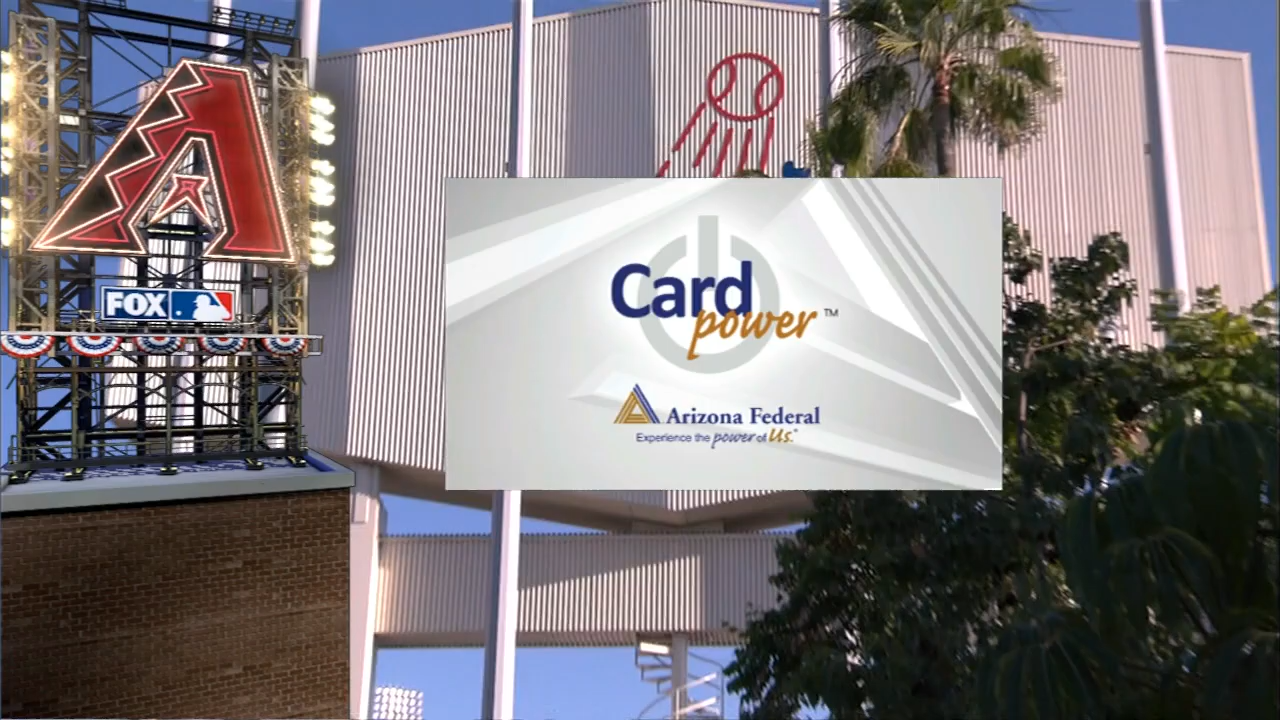 FOX
Card
power™
Arizona Federal
Experience the power of Us.®